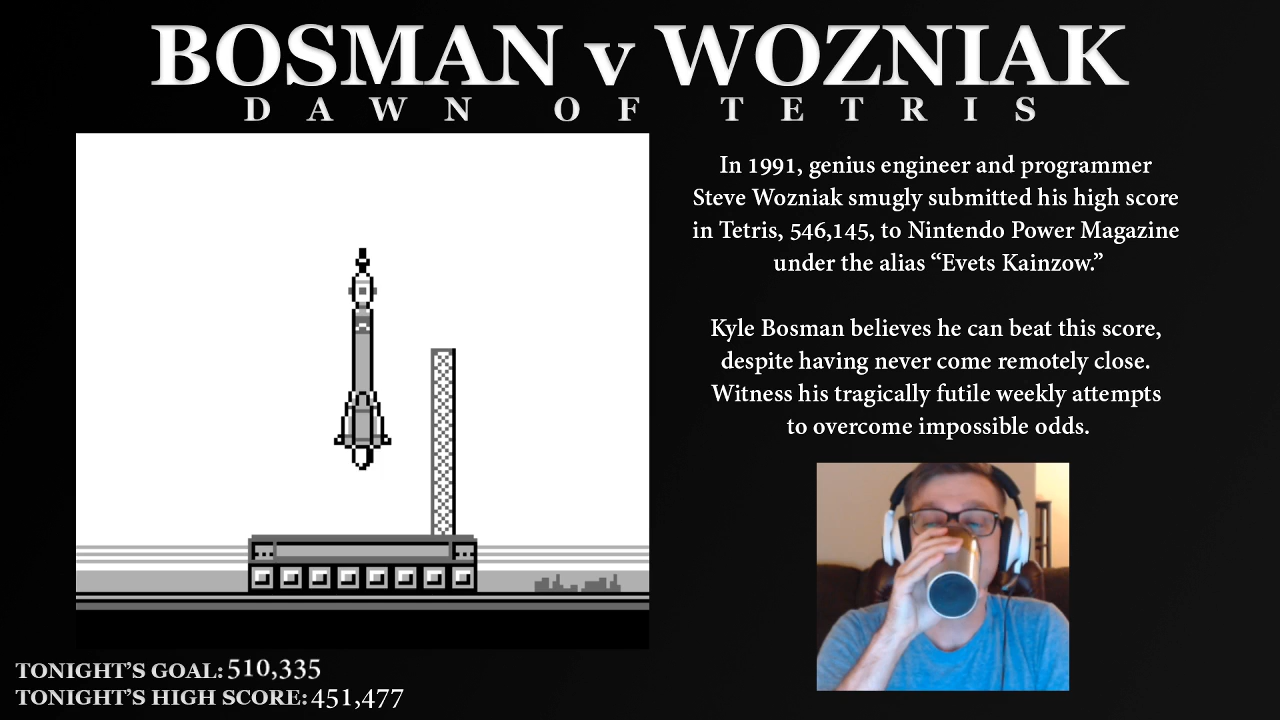 BOSMAN v WOZNIAK
DAWN OF TETRIS
In 1991, genius engineer and programmer
Steve Wozniak smugly submitted his high score
in Tetris, 546,145, to Nintendo Power Magazine
under the alias “Evets Kainzow.”
Kyle Bosman believes he can beat this score,
despite having never come remotely close.
Witness his tragically futile weekly attempts
to overcome impossible odds.
TONIGHT’S GOAL: 510,335
TONIGHT’S HIGH SCORE: 451,477